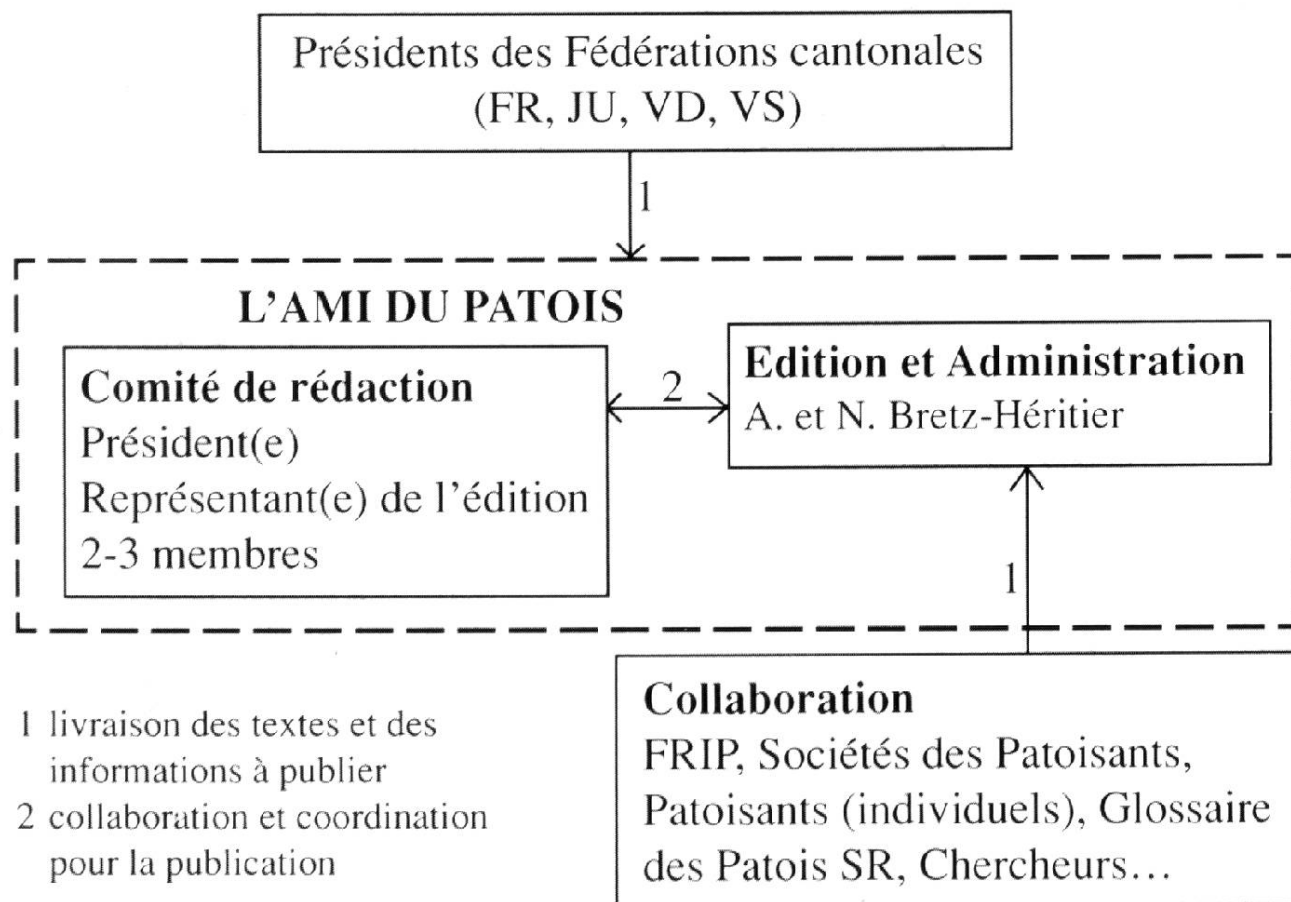 Présidents des Fédérations cantonales
(FR, JU, VD, VS)
1
L'AMI DU PATOIS
Comité de rédaction
Président(e)
Représentant(e) de l'édition
2-3 membres
2
Edition et Administration
A. et N. Bretz-Héritier
1
Collaboration
FRIP, Sociétés des Patoisants,
Patoisants (individuels), Glossaire
des Patois SR, Chercheurs...
1 livraison des textes et des
informations à publier
2 collaboration et coordination
pour la publication